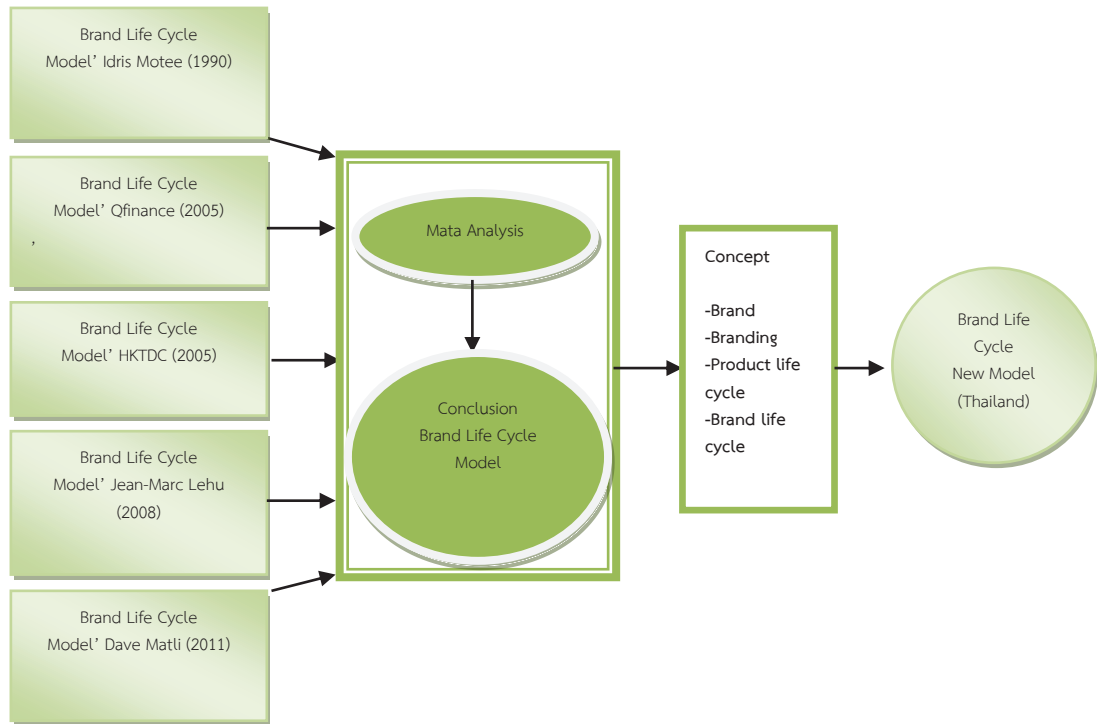 Brand Life Cycle
Model’ Idris Motee (1990)
Brand Life Cycle
Model’ Qfinance (2005)
,
Brand Life Cycle
Model’ HKTDC (2005)
Brand Life Cycle
Model’ Jean-Marc Lehu
(2008)
Brand Life Cycle
Model’ Dave Matli (2011)
Mata Analysis
Conclusion
Brand Life Cycle
Model
Concept
-Brand
-Branding
-Product life
cycle
-Brand life
cycle
Brand Life
Cycle
New Model
(Thailand)